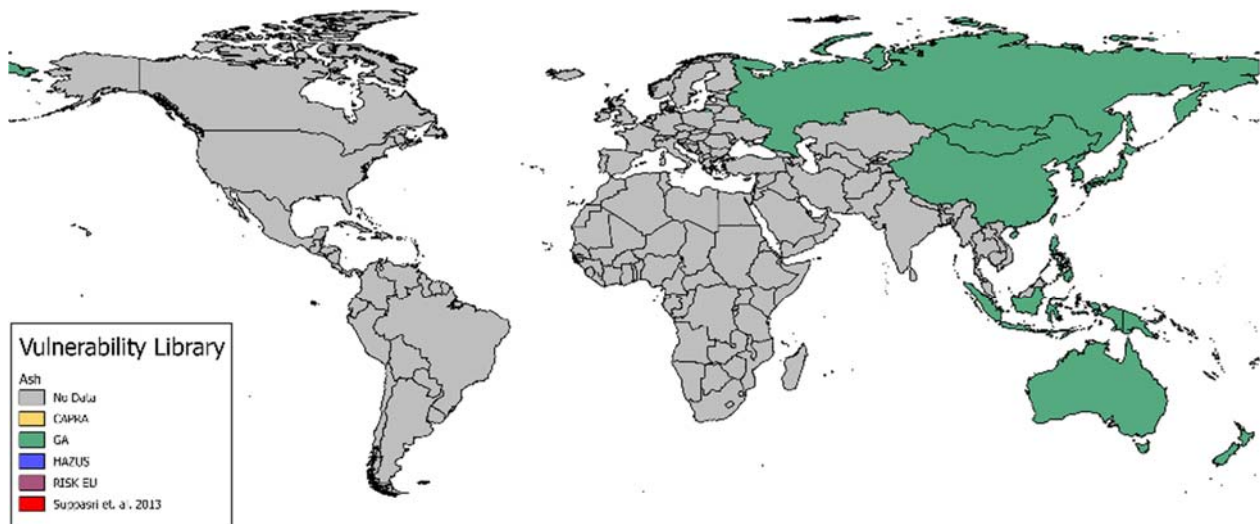 Vulnerability Library
Ash
No Data
CAPRA
GA
HAZUS
RISK EU
Suppasri et. al. 2013